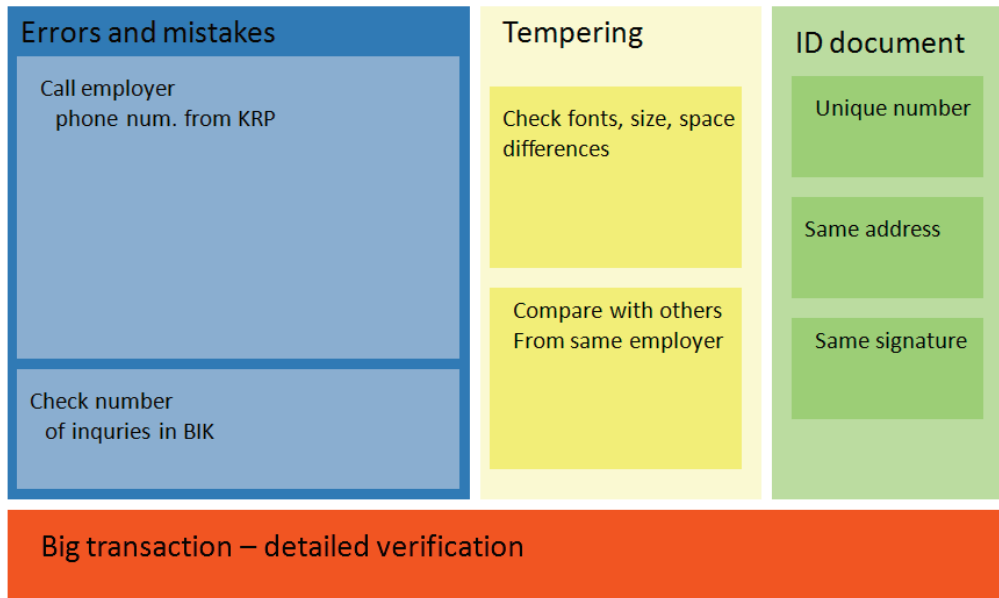 Errors and mistakes
Call employer
phone num. from KRP
Check number
of inquries in BIK
Tempering
Check fonts, size, space
differences
Compare with others
From same employer
ID document
Unique number
Same address
Same signature
Big transaction – detailed verification